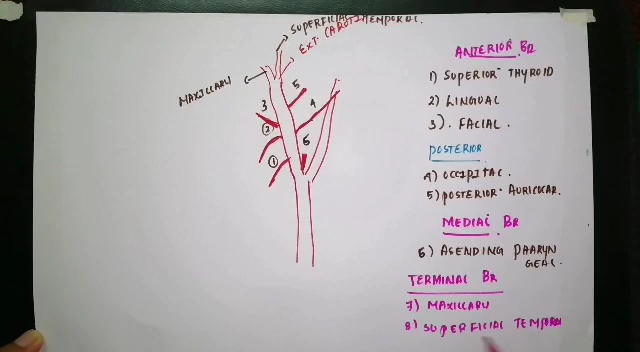 SUPERFICIAL TEMPORAL.
EXT. CAROTID
MAXILLARY
5
3
4
2
6
1
ANTERIOR BR
1) SUPERIOR THYROID
2) LINGUAL
3). FACIAL.
POSTERIOR
4) OCCIPITAL.
5) POSTERIOR AURICULAR.
MEDIAL BR
6) ASENDING PHARYN
GEAL.
TERMINAL BR
7) MAXILLARY
8) SUPERFICIAL TEMPORAL